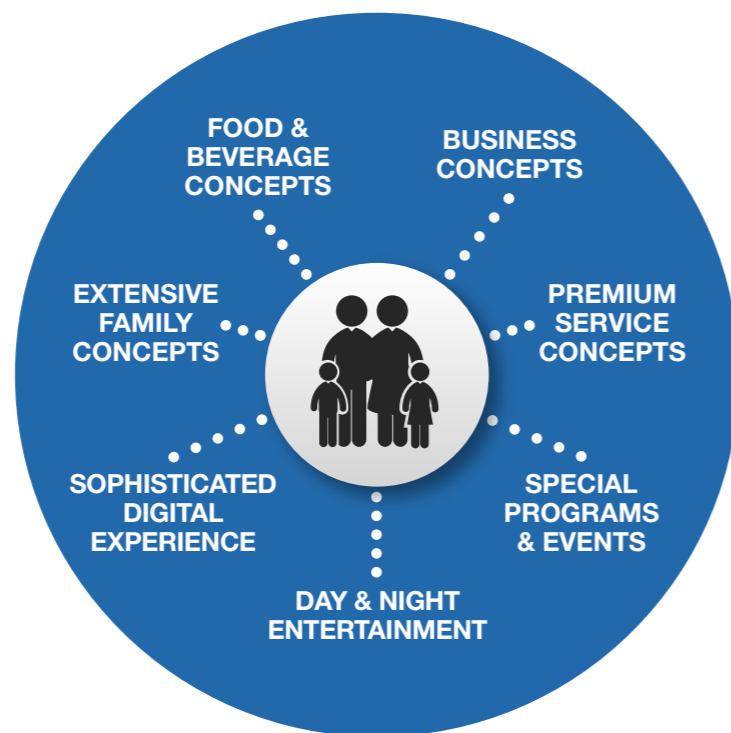 FOOD &
BEVERAGE
CONCEPTS
BUSINESS
CONCEPTS
EXTENSIVE
FAMILY
CONCEPTS
PREMIUM
SERVICE
CONCEPTS
SOPHISTICATED
DIGITAL
EXPERIENCE
SPECIAL
PROGRAMS
& EVENTS
DAY & NIGHT
ENTERTAINMENT